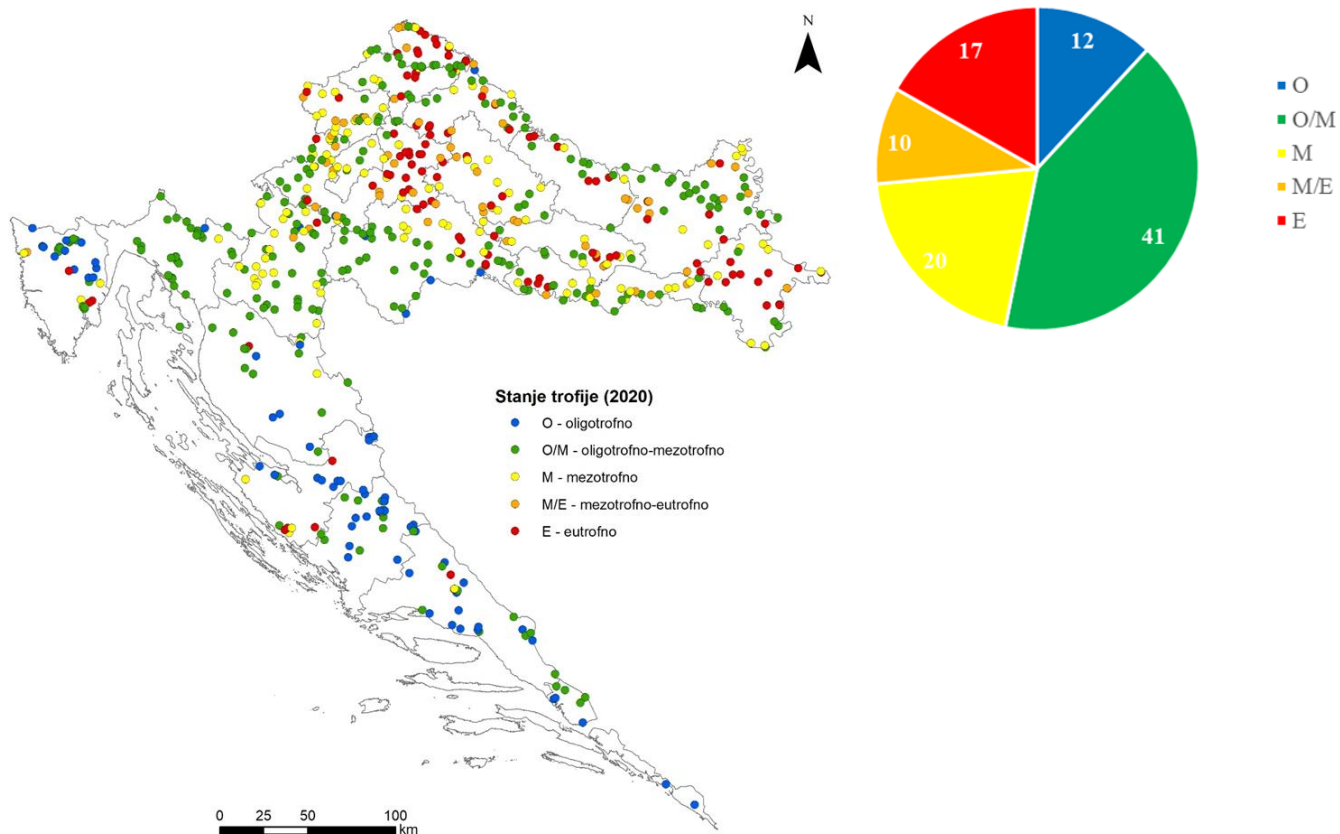 N
Stanje trofije (2020)
O - oligotrofno
O/M - oligotrofno-mezotrofno
M - mezotrofno
M/E - mezotrofno-eutrofno
E - eutrofno
0 25 50 100
km
17
12
10
41
20
O
O/M
M
M/E
E